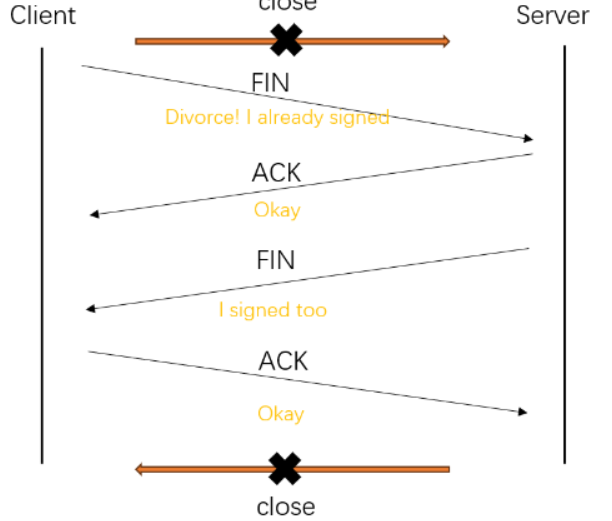 close
Client
Server
FIN
Divorce! I already signed
ACK
Okay
FIN
I signed too
ACK
Okay
close